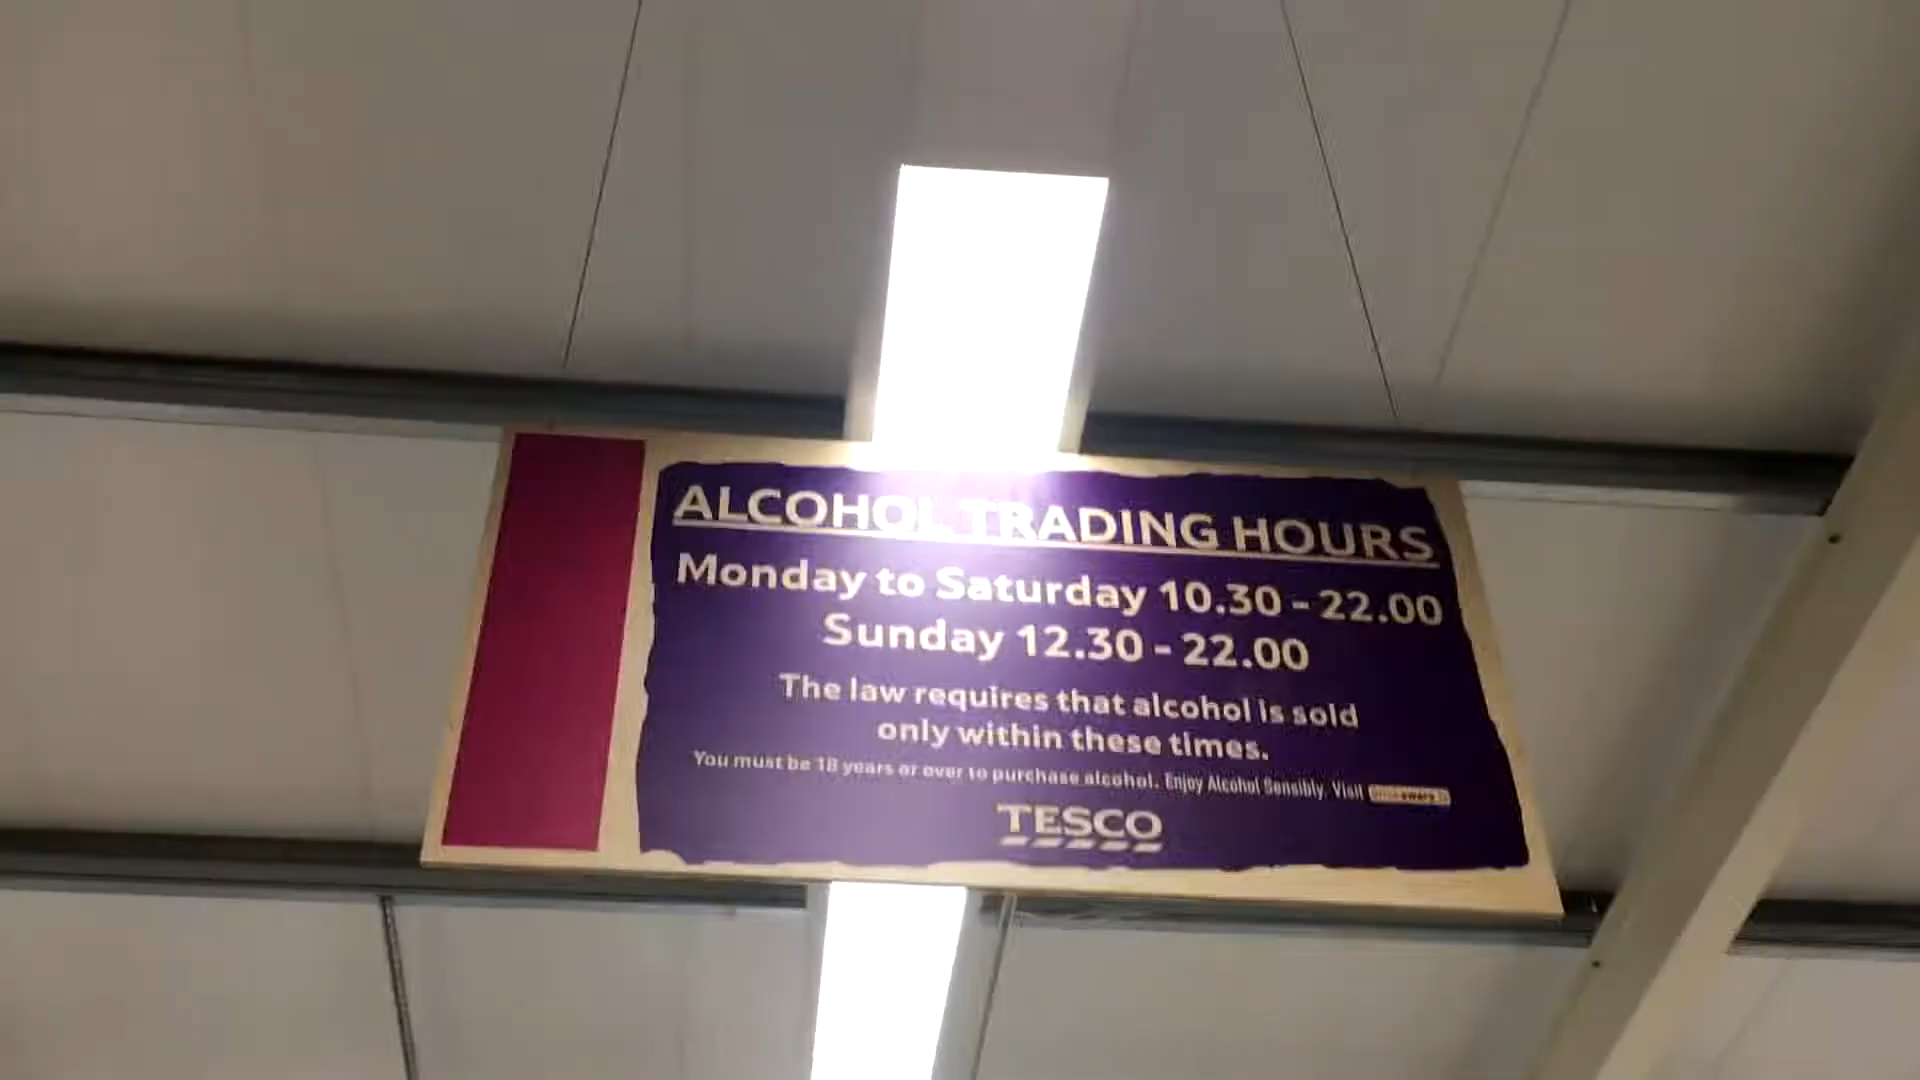 ALCOHOL TRADING HOURS
Monday to Saturday 10.30 - 22.00
Sunday 12.30 - 22.00
The law requires that alcohol is sold
only within these times.
You must be 18 years or over to purchase alcohol. Enjoy Alcohol Sensibly. Visit
TESCO